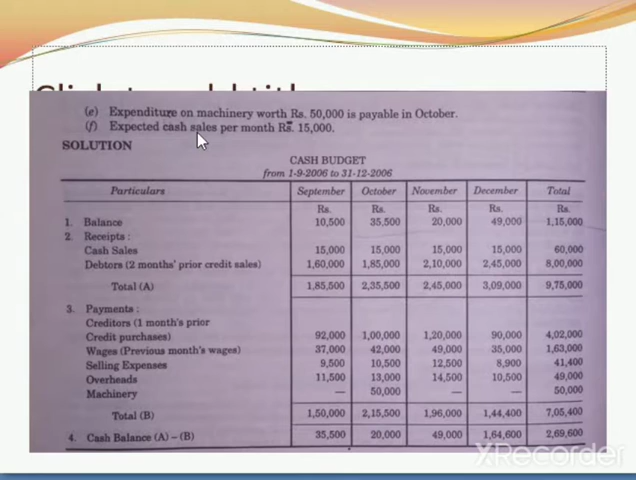 (e) Expenditure on machinery worth Rs. 50,000 is payable in October.
(f) Expected cash sales per month Rs. 15,000.
SOLUTION
CASH BUDGET
from 1-9-2006 to 31-12-2006
Particulars September October November December Total
Rs. Rs. Rs. Rs. Rs.
1. Balance 10,500 35,500 20,000 49,000 1,15,000
2. Receipts :
Cash Sales 15,000 15,000 15,000 15,000 60,000
Debtors (2 months' prior credit sales) 1,60,000 1,85,000 2,10,000 2,45,000 8,00,000
Total (A) 1,85,500 2,35,500 2,45,000 3,09,000 9,75,000
3. Payments :
Creditors (1 month's prior
Credit purchases) 92,000 1,00,000 1,20,000 90,000 4,02,000
Wages (Previous month's wages) 37,000 42,000 49,000 35,000 1,63,000
Selling Expenses 9,500 10,500 12,500 8,900 41,400
Overheads 11,500 13,000 14,500 10,500 49,000
Machinery — 50,000 — — 50,000
Total (B) 1,50,000 2,15,500 1,96,000 1,44,400 7,05,400
4. Cash Balance (A) – (B) 35,500 20,000 49,000 1,64,600 2,69,600
XRecorder